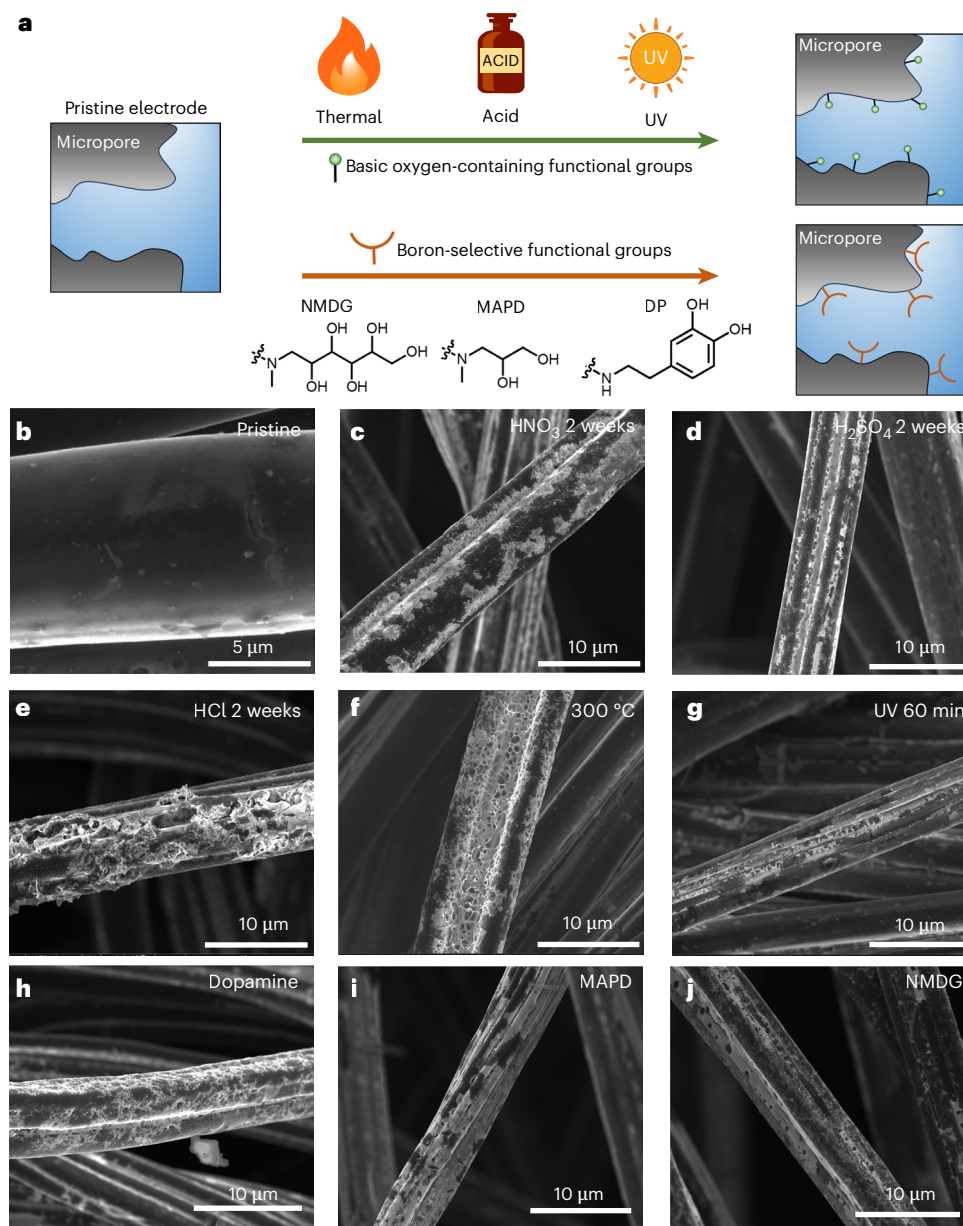 a
ACID
UV
Thermal
Acid
UV
Pristine electrode
Micropore
Basic oxygen-containing functional groups
Micropore
Boron-selective functional groups
Micropore
NMDG
MAPD
DP
OH
OH
OH
OH
OH
N
OH
OH
N
OH
OH
N
H
b
Pristine
5 µm
c
HNO₃ 2 weeks
10 µm
d
H₂SO₄ 2 weeks
10 µm
e
HCl 2 weeks
10 µm
f
300 °C
10 µm
g
UV 60 min
10 µm
h
Dopamine
10 µm
i
MAPD
10 µm
j
NMDG
10 µm